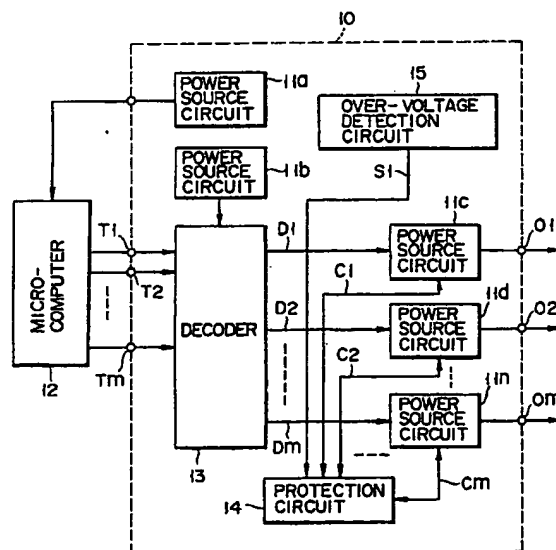 10
POWER
SOURCE
CIRCUIT
11a
15
OVER-VOLTAGE
DETECTION
CIRCUIT
POWER
SOURCE
CIRCUIT
11b
S1
11c
MICRO-
COMPUTER
12
T1
T2
Tm
DECODER
13
D1
POWER
SOURCE
CIRCUIT
O1
C1
11d
D2
POWER
SOURCE
CIRCUIT
O2
C2
11n
Dm
POWER
SOURCE
CIRCUIT
Om
14
PROTECTION
CIRCUIT
Cm